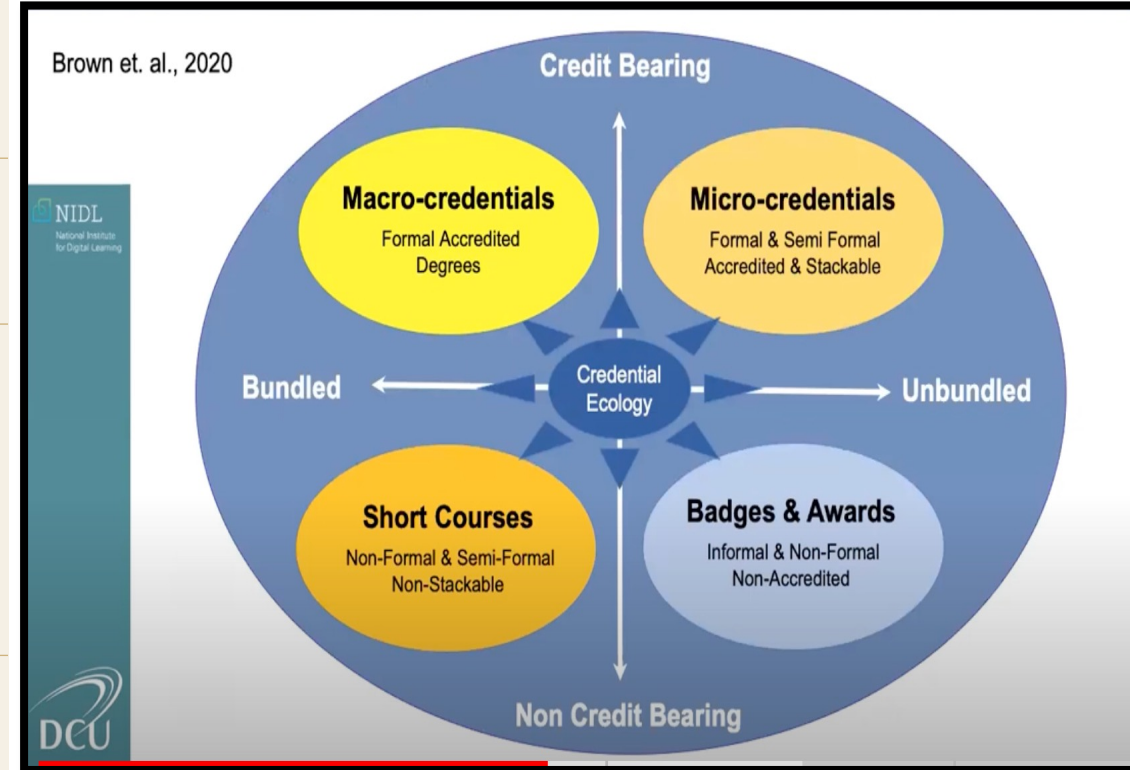 Brown et. al., 2020
Credit Bearing
Macro-credentials
Formal Accredited
Degrees
Micro-credentials
Formal & Semi Formal
Accredited & Stackable
NIDL
National Institute
for Digital Learning
Bundled
Credential
Ecology
Unbundled
Short Courses
Non-Formal & Semi-Formal
Non-Stackable
Badges & Awards
Informal & Non-Formal
Non-Accredited
Non Credit Bearing
DCU